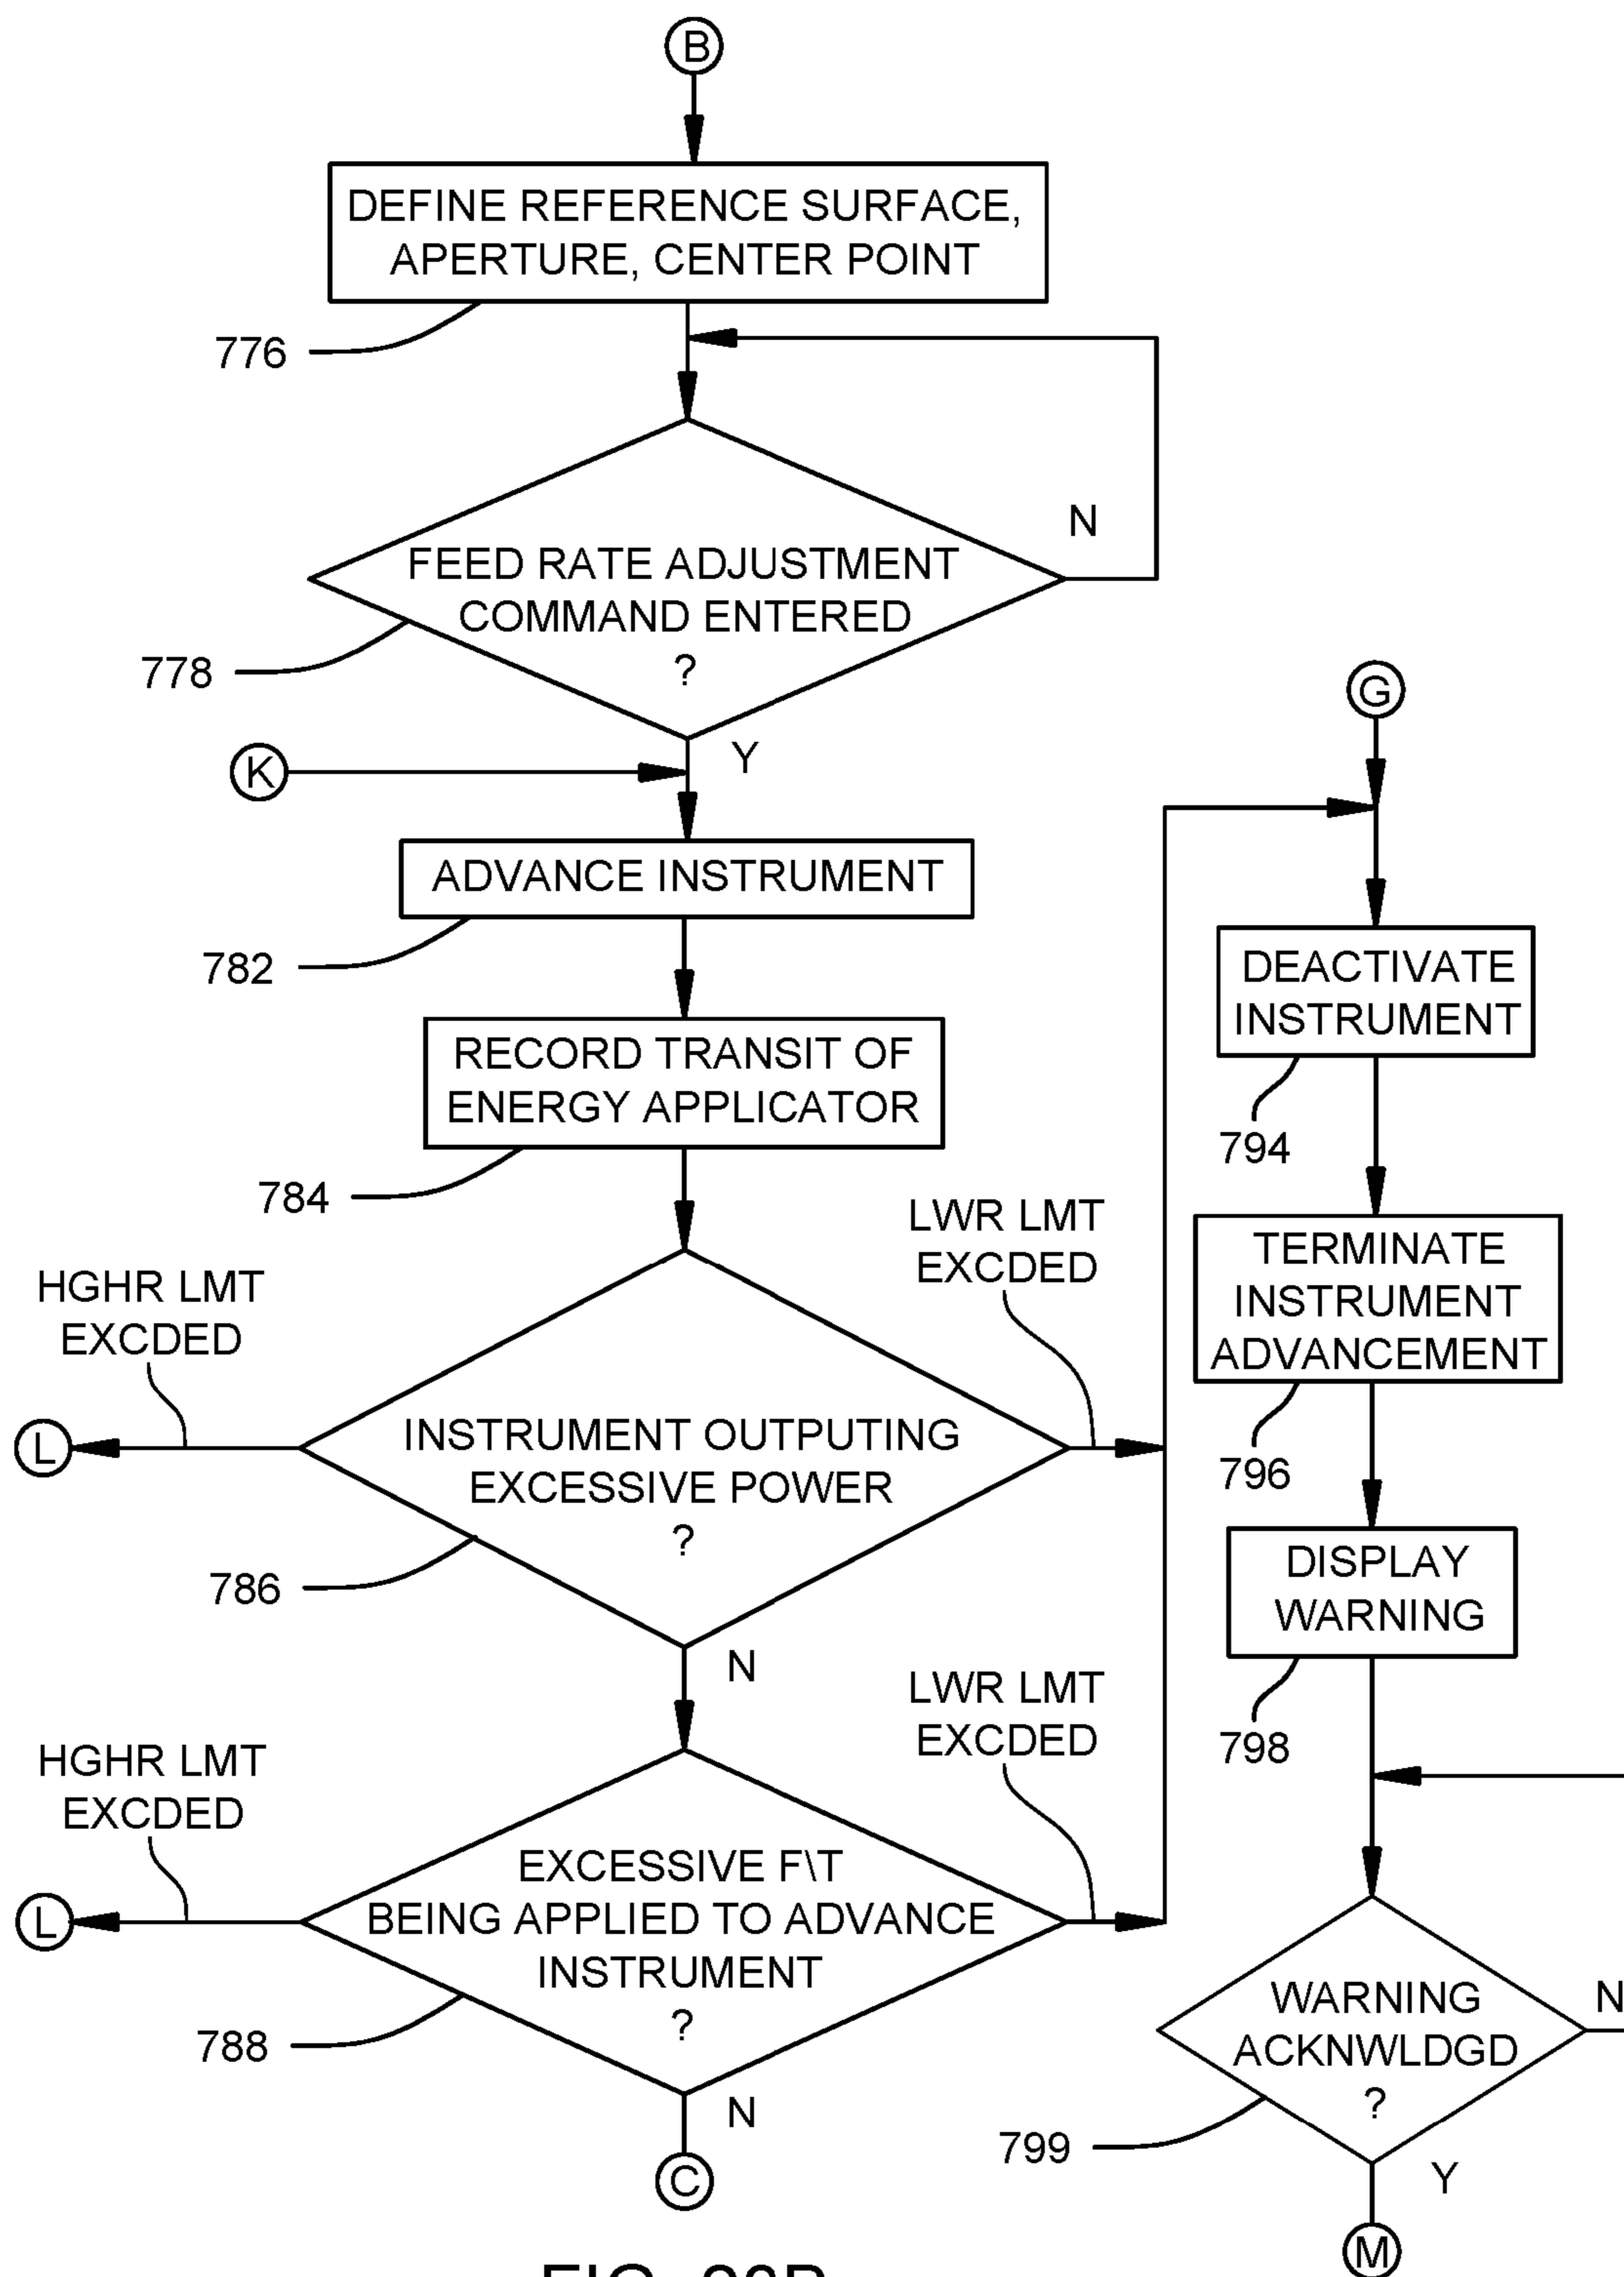 B
DEFINE REFERENCE SURFACE,
APERTURE, CENTER POINT
776
N
FEED RATE ADJUSTMENT
COMMAND ENTERED
?
778
Y
K
ADVANCE INSTRUMENT
782
RECORD TRANSIT OF
ENERGY APPLICATOR
784
HGHR LMT
EXCDED
LWR LMT
EXCDED
L
INSTRUMENT OUTPUTING
EXCESSIVE POWER
?
786
N
HGHR LMT
EXCDED
LWR LMT
EXCDED
L
EXCESSIVE F\T
BEING APPLIED TO ADVANCE
INSTRUMENT
?
788
N
C
G
DEACTIVATE
INSTRUMENT
794
TERMINATE
INSTRUMENT
ADVANCEMENT
796
DISPLAY
WARNING
798
N
WARNING
ACKNWLDGD
?
799
Y
M